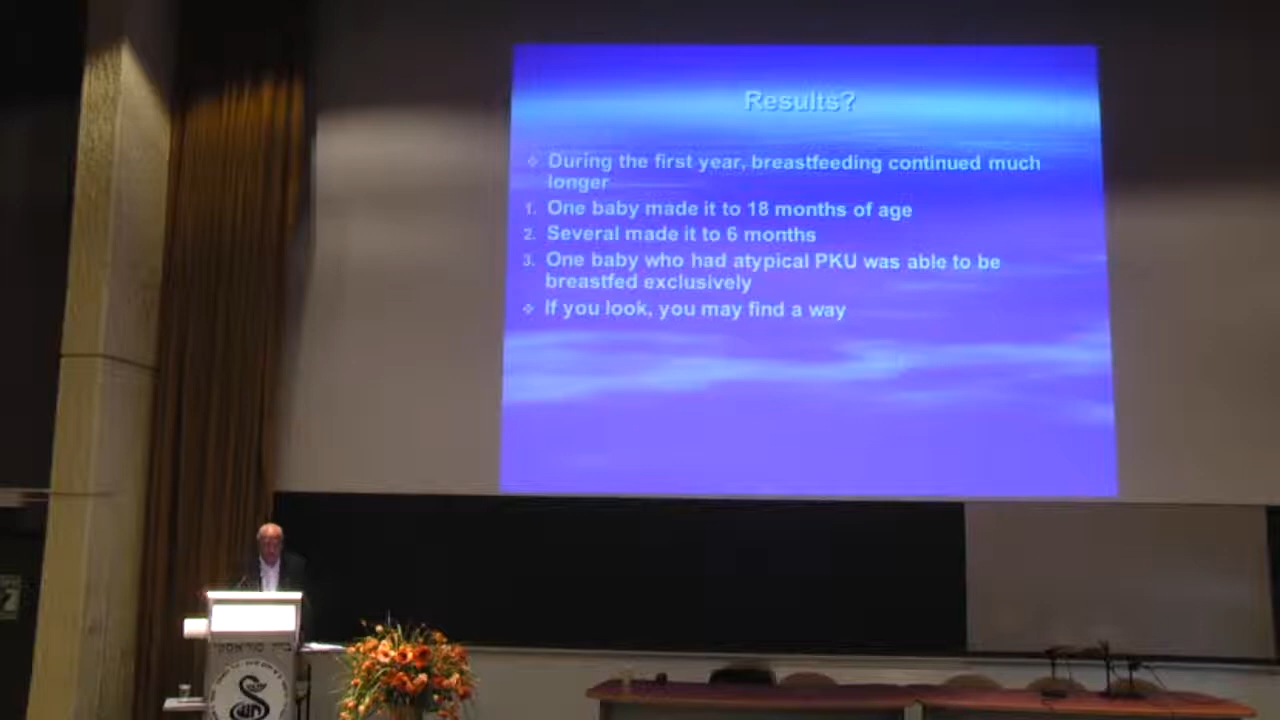 Results?
❖ During the first year, breastfeeding continued much
longer
1. One baby made it to 18 months of age
2. Several made it to 6 months
3. One baby who had atypical PKU was able to be
breastfed exclusively
❖ If you look, you may find a way